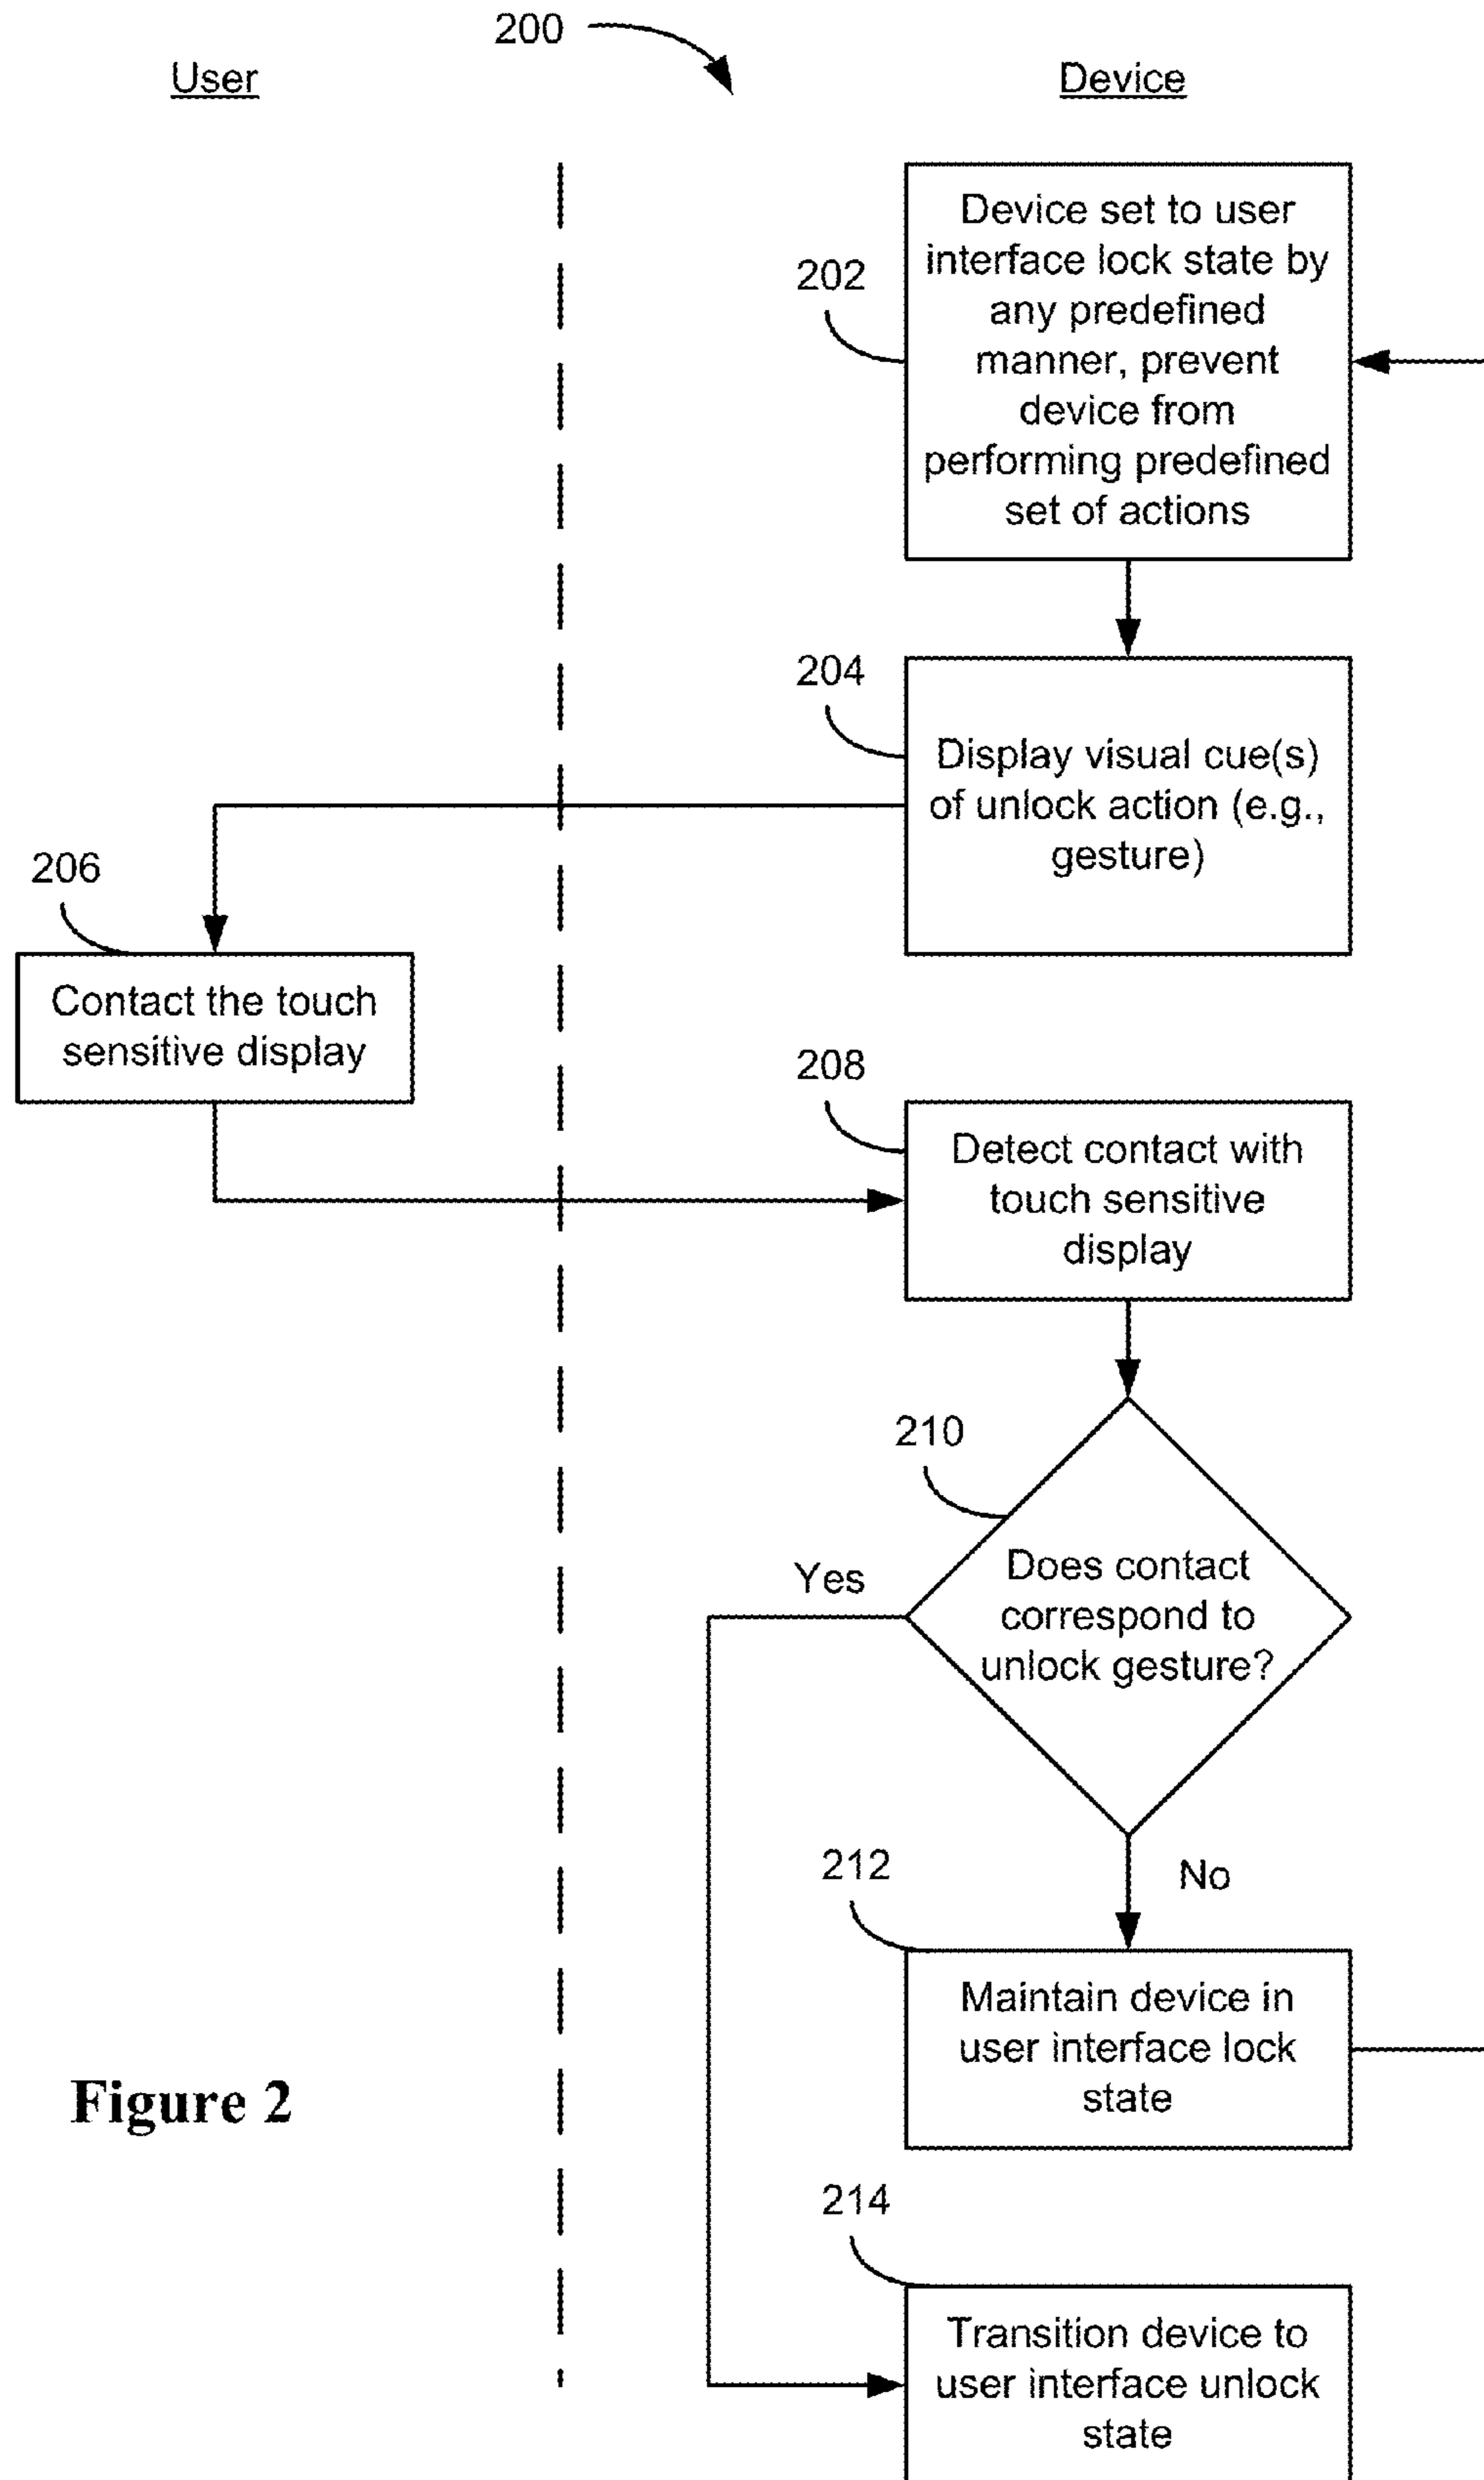 200
User
Device
202
Device set to user
interface lock state by
any predefined
manner, prevent
device from
performing predefined
set of actions
204
Display visual cue(s)
of unlock action (e.g.,
gesture)
206
Contact the touch
sensitive display
208
Detect contact with
touch sensitive
display
210
Does contact
correspond to
unlock gesture?
Yes
No
212
Maintain device in
user interface lock
state
214
Transition device to
user interface unlock
state
Figure 2